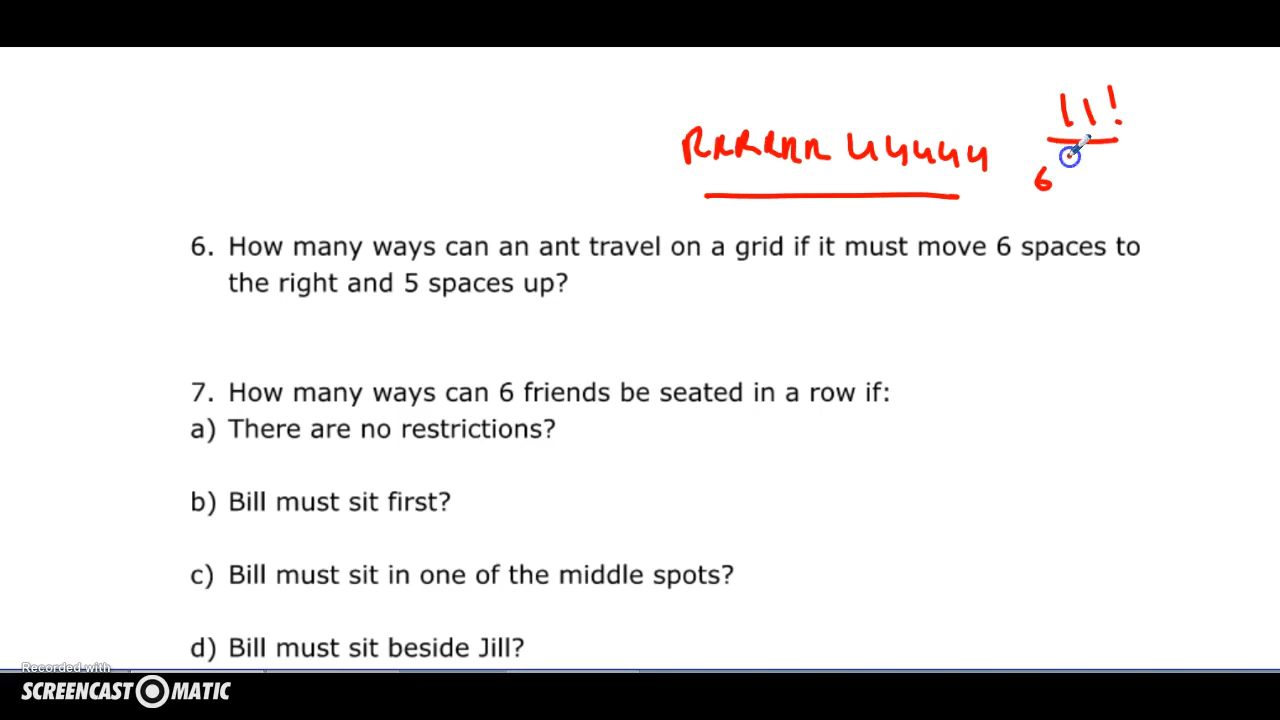 RRRRRR UUUUU
11!
6
6. How many ways can an ant travel on a grid if it must move 6 spaces to
the right and 5 spaces up?
7. How many ways can 6 friends be seated in a row if:
a) There are no restrictions?
b) Bill must sit first?
c) Bill must sit in one of the middle spots?
d) Bill must sit beside Jill?
Recorded with
SCREENCAST MATIC